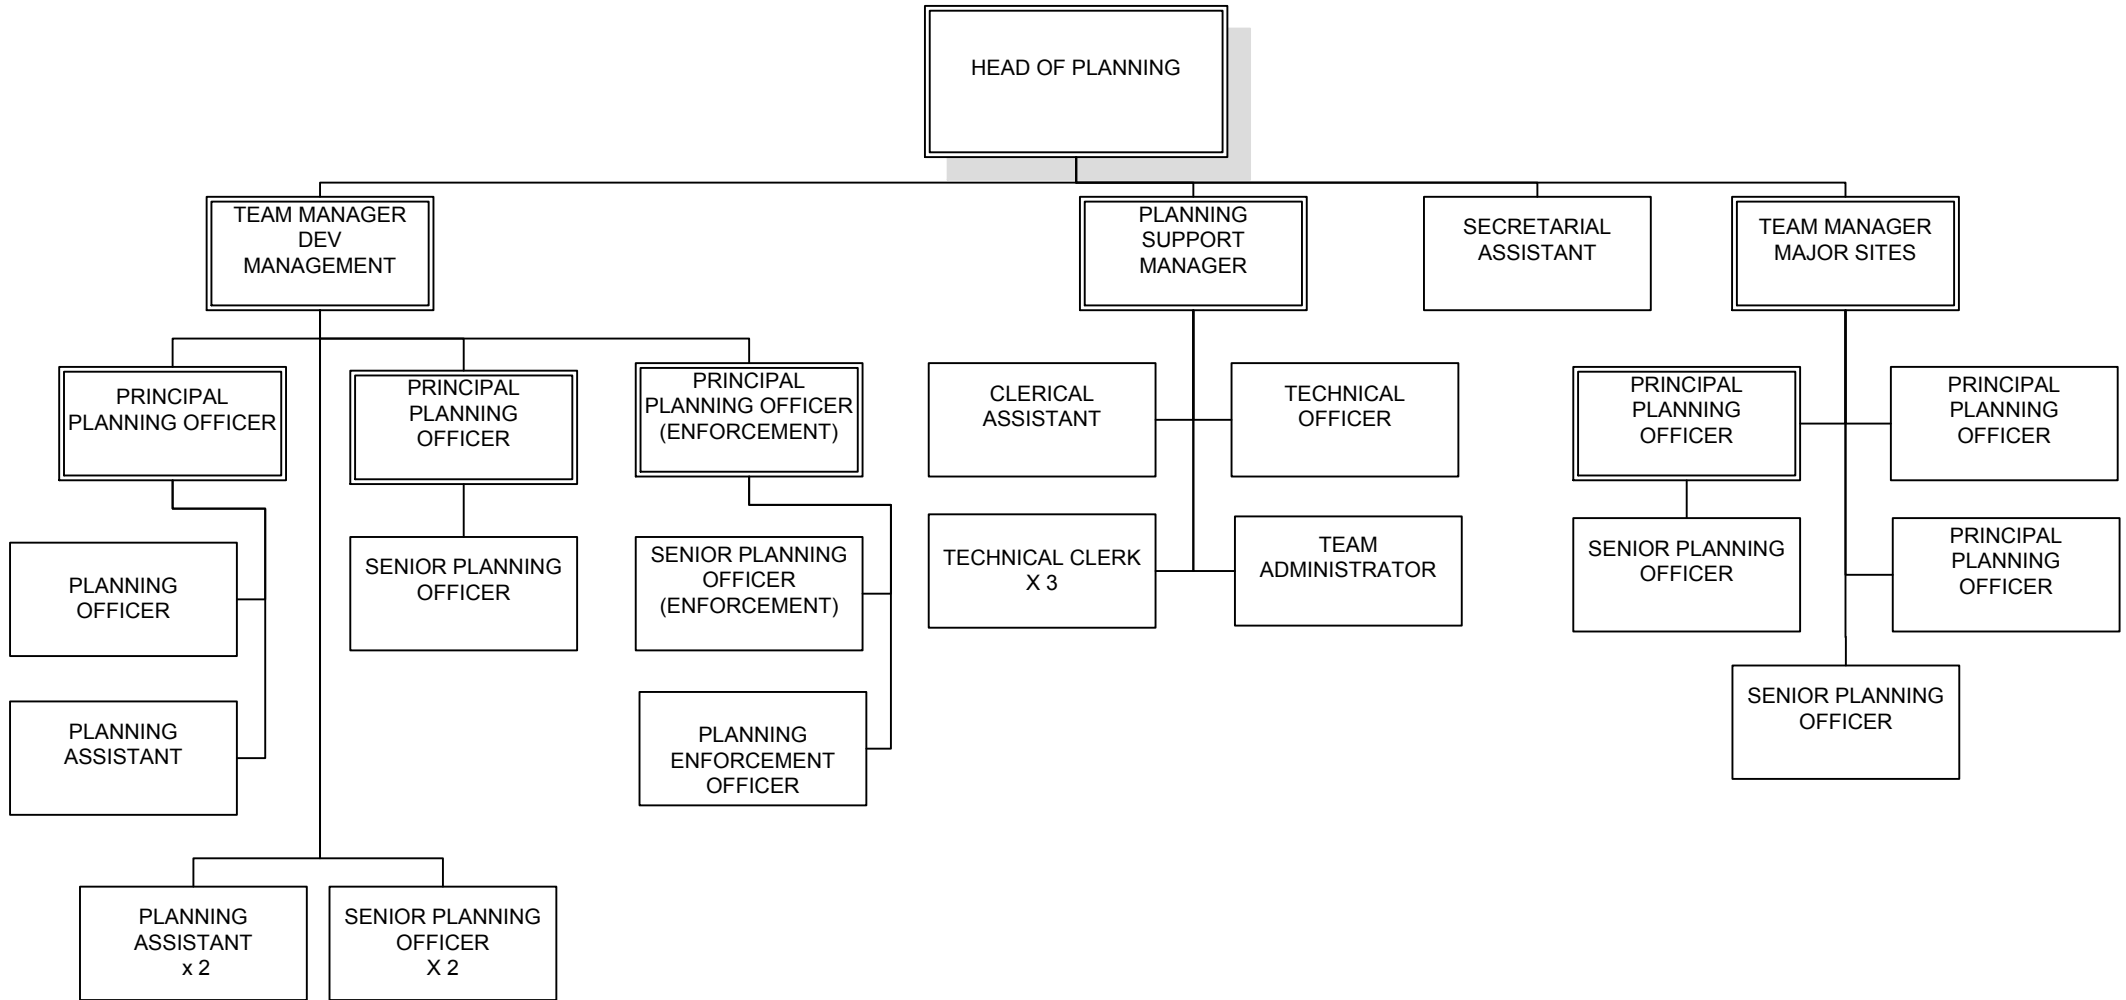 HEAD OF PLANNING
TEAM MANAGER
DEV
MANAGEMENT
PLANNING
SUPPORT
MANAGER
SECRETARIAL
ASSISTANT
TEAM MANAGER
MAJOR SITES
PRINCIPAL
PLANNING OFFICER
PRINCIPAL
PLANNING
OFFICER
PRINCIPAL
PLANNING OFFICER
(ENFORCEMENT)
CLERICAL
ASSISTANT
TECHNICAL
OFFICER
PRINCIPAL
PLANNING
OFFICER
PRINCIPAL
PLANNING
OFFICER
PLANNING
OFFICER
SENIOR PLANNING
OFFICER
SENIOR PLANNING
OFFICER
(ENFORCEMENT)
TECHNICAL CLERK
X 3
TEAM
ADMINISTRATOR
SENIOR PLANNING
OFFICER
PRINCIPAL
PLANNING
OFFICER
PLANNING
ASSISTANT
PLANNING
ENFORCEMENT
OFFICER
SENIOR PLANNING
OFFICER
PLANNING
ASSISTANT
x 2
SENIOR PLANNING
OFFICER
X 2